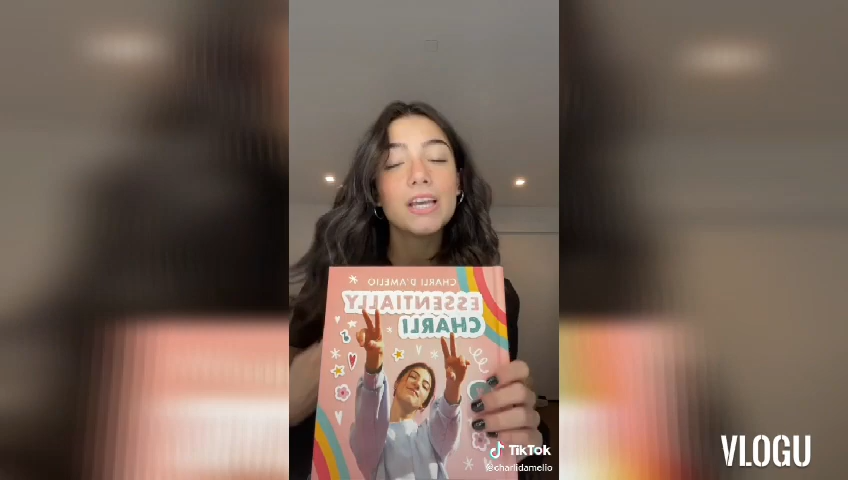 CHARLI D'AMELIO
ESSENTIALLY
CHARLI
TikTok
@charlidamelio
VLOGU